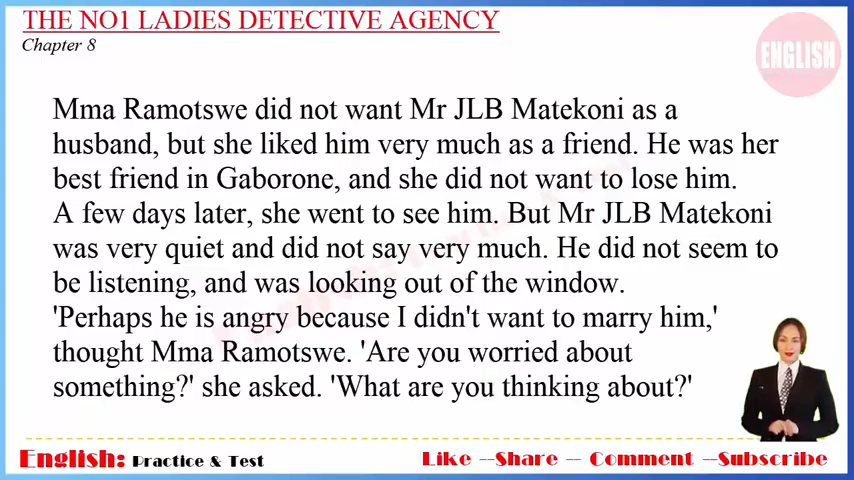 THE NO1 LADIES DETECTIVE AGENCY
Chapter 8
ENGLISH
Mma Ramotswe did not want Mr JLB Matekoni as a
husband, but she liked him very much as a friend. He was her
best friend in Gaborone, and she did not want to lose him.
A few days later, she went to see him. But Mr JLB Matekoni
was very quiet and did not say very much. He did not seem to
be listening, and was looking out of the window.
'Perhaps he is angry because I didn't want to marry him,'
thought Mma Ramotswe. 'Are you worried about
something?' she asked. 'What are you thinking about?'
English: Practice & Test
Like --Share -- Comment --Subscribe